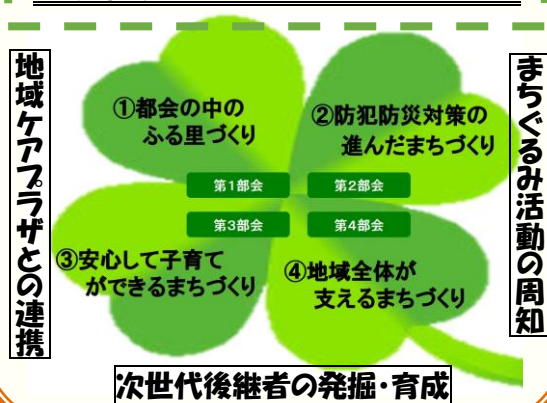 地域ケアプラザとの連携
①都会の中の
ふる里づくり
②防犯防災対策の
進んだまちづくり
第1部会
第2部会
第3部会
第4部会
③安心して子育て
ができるまちづくり
④地域全体が
支えるまちづくり
まちぐるみ活動の周知
次世代後継者の発掘・育成